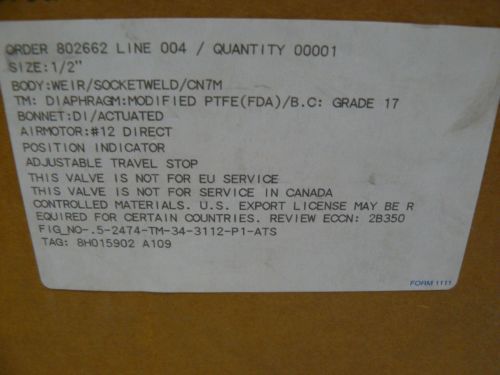 ORDER 802662 LINE 004 / QUANTITY 00001
SIZE:1/2"
BODY:WEIR/SOCKETWELD/CN7M
TM: DIAPHRAGM:MODIFIED PTFE(FDA)/B.C: GRADE 17
BONNET:DI/ACTUATED
AIRMOTOR:#12 DIRECT
POSITION INDICATOR
ADJUSTABLE TRAVEL STOP
THIS VALVE IS NOT FOR EU SERVICE
THIS VALVE IS NOT FOR SERVICE IN CANADA
CONTROLLED MATERIALS. U.S. EXPORT LICENSE MAY BE R
EQUIRED FOR CERTAIN COUNTRIES. REVIEW ECCN: 2B350
FIG_NO-.5-2474-TM-34-3112-P1-ATS
TAG: 8H015902 A109
FORM 1111